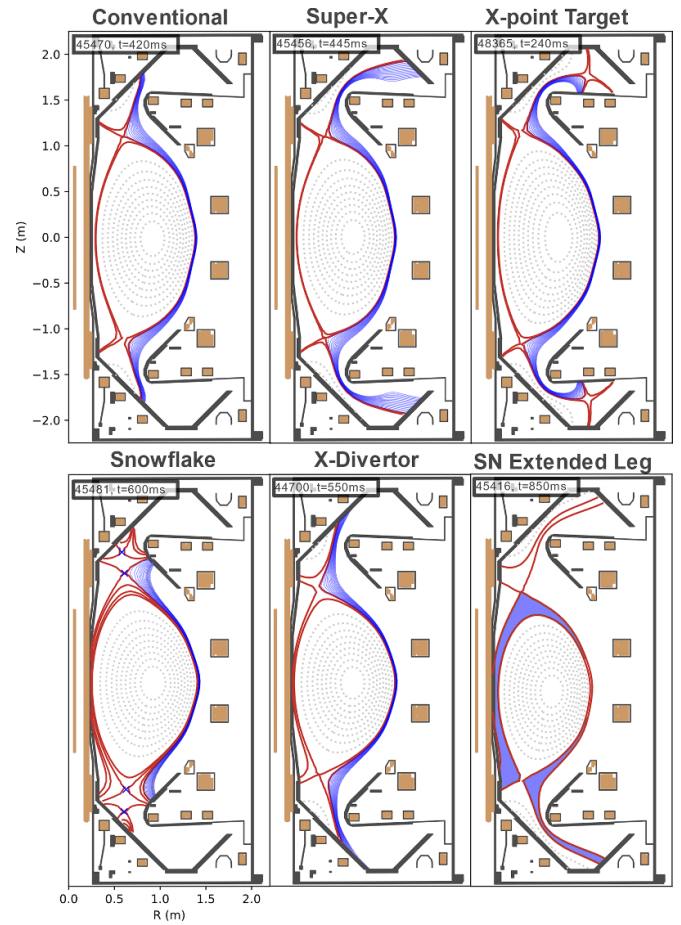 Conventional
Super-X
X-point Target
45470, t=420ms
45456, t=445ms
48365, t=240ms
2.0
1.5
1.0
0.5
0.0
−0.5
−1.0
−1.5
−2.0
Z (m)
Snowflake
X-Divertor
SN Extended Leg
45481, t=600ms
44700, t=550ms
45416, t=850ms
0.0
0.5
1.0
1.5
2.0
R (m)